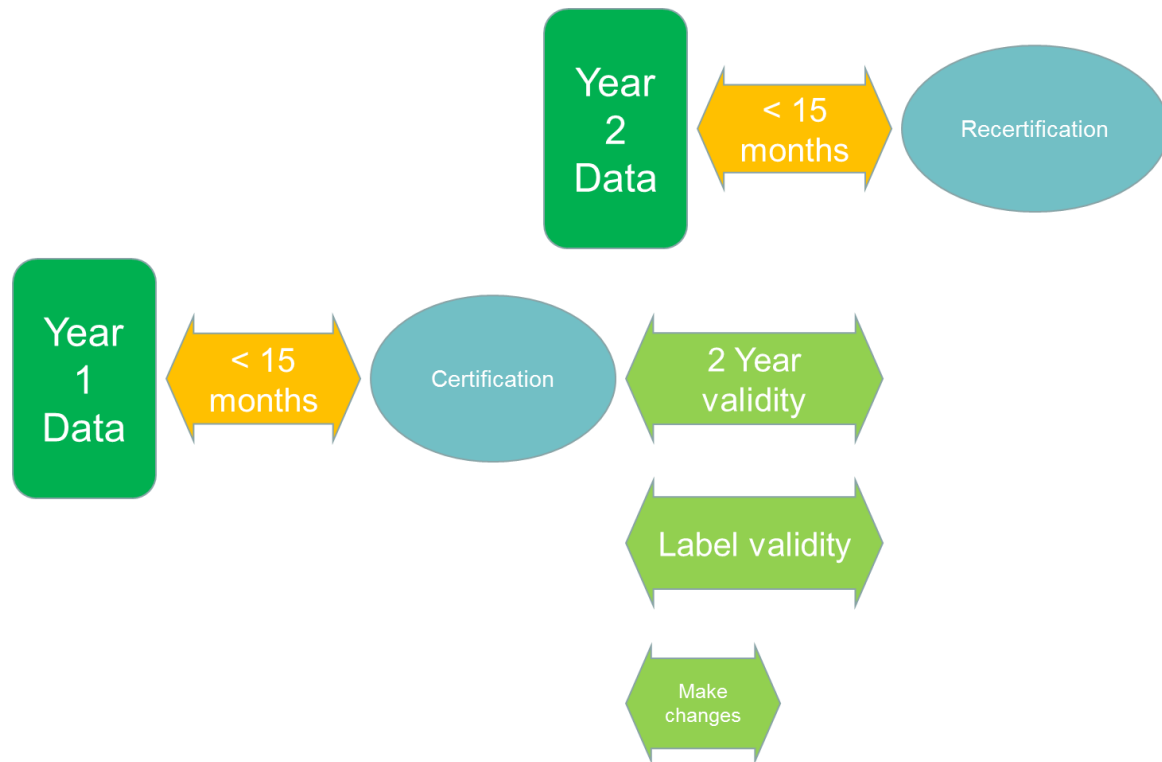 Year
2
Data
< 15
months
Recertification
Year
1
Data
< 15
months
Certification
2 Year
validity
Label validity
Make
changes